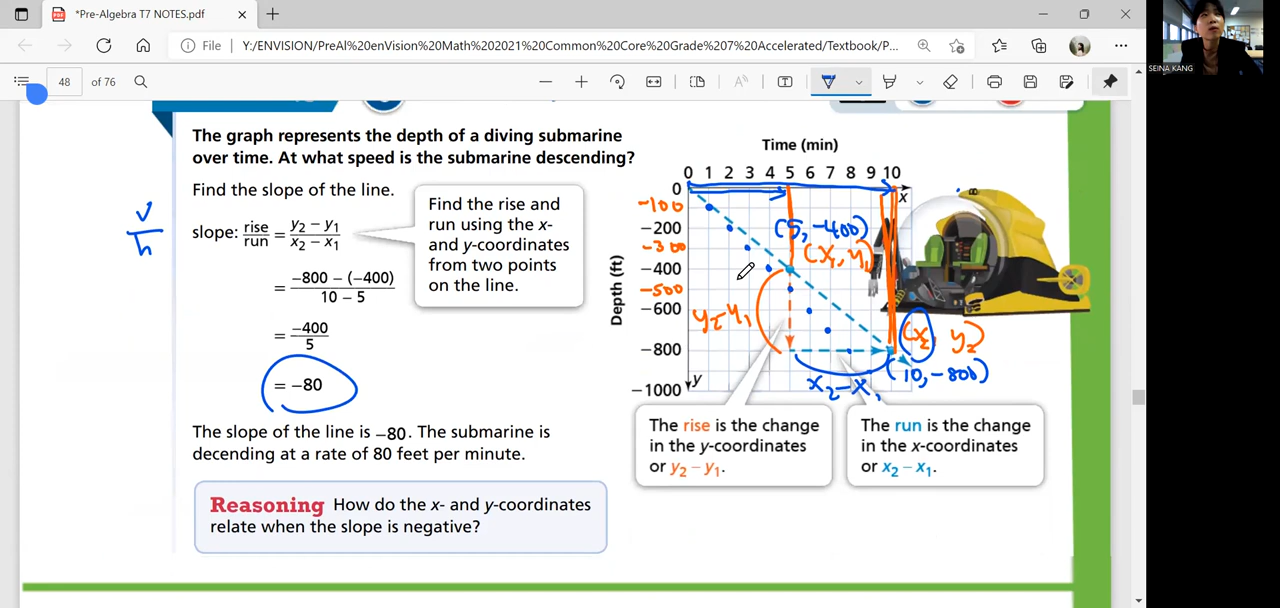 *Pre-Algebra T7 NOTES.pdf
File Y:/ENVISION/PreAl%20enVision%20Math%202021%20Common%20Core%20Grade%207%20Accelerated/Textbook/P...
48 of 76
SEINA KANG
The graph represents the depth of a diving submarine
over time. At what speed is the submarine descending?
Find the slope of the line.
slope: rise/run = y₂ − y₁/x₂ − x₁
= −800 − (−400)/10 − 5
= −400/5
= −80
v/h
Find the rise and
run using the x-
and y-coordinates
from two points
on the line.
The slope of the line is −80. The submarine is
decending at a rate of 80 feet per minute.
Reasoning How do the x- and y-coordinates
relate when the slope is negative?
Time (min)
0 1 2 3 4 5 6 7 8 9 10
x
Depth (ft)
0
-100
−200
-300
−400
-500
−600
−800
−1000
y
(5, -400)
(x₁, y₁)
y₂-y₁
(x₂, y₂)
(10, -800)
x₂-x₁
The rise is the change
in the y-coordinates
or y₂ − y₁.
The run is the change
in the x-coordinates
or x₂ − x₁.